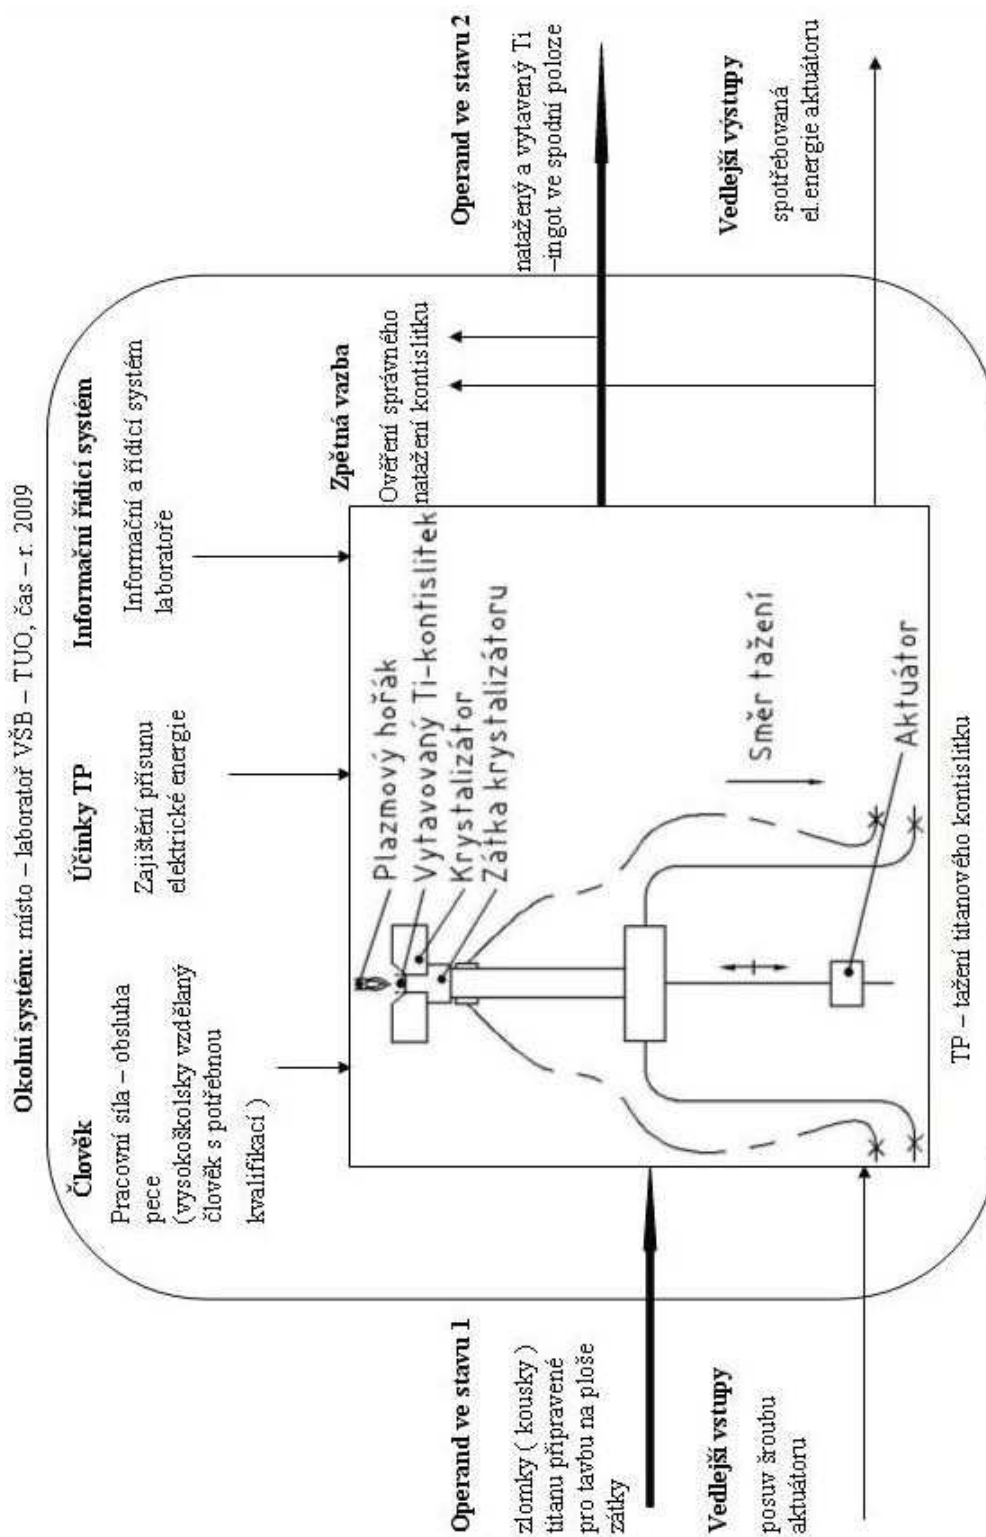 Okolní systém: místo – laboratoř VŠB – TUO, čas – r. 2009
Člověk
Pracovní síla – obsluha
pece
(vysokoškolsky vzdělaný
člověk s potřebnou
kvalifikací )
Účinky TP
Zajištění přísunu
elektrické energie
Informační řídící systém
Informační a řídící systém
laboratoře
Zpětná vazba
Ověření správného
natažení kontislitku
Operand ve stavu 1
zlomky ( kousky )
titanu připravené
pro tavbu na ploše
zátky
Vedlejší vstupy
posuv šroubu
aktuátoru
Plazmový hořák
Vytavovaný Ti-kontislitek
Krystalizátor
Zátka krystalizátoru
Směr tažení
Aktuátor
Operand ve stavu 2
natažený a vytavený Ti
–ingot ve spodní poloze
Vedlejší výstupy
spotřebovaná
el.energie aktuátoru
TP – tažení titanového kontislitku